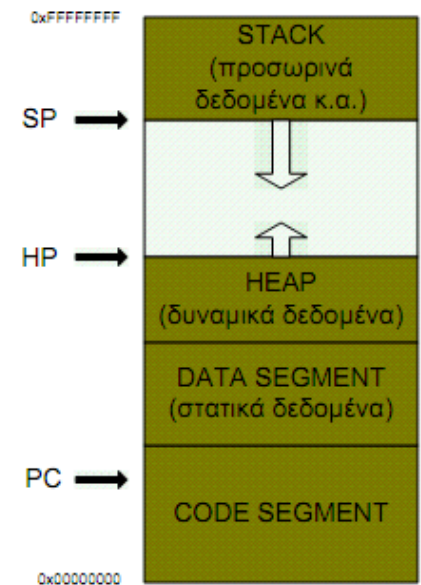 0xFFFFFFFF
STACK
(προσωρινά
δεδομένα κ.α.)
SP
HP
HEAP
(δυναμικά δεδομένα)
DATA SEGMENT
(στατικά δεδομένα)
PC
CODE SEGMENT
0x00000000